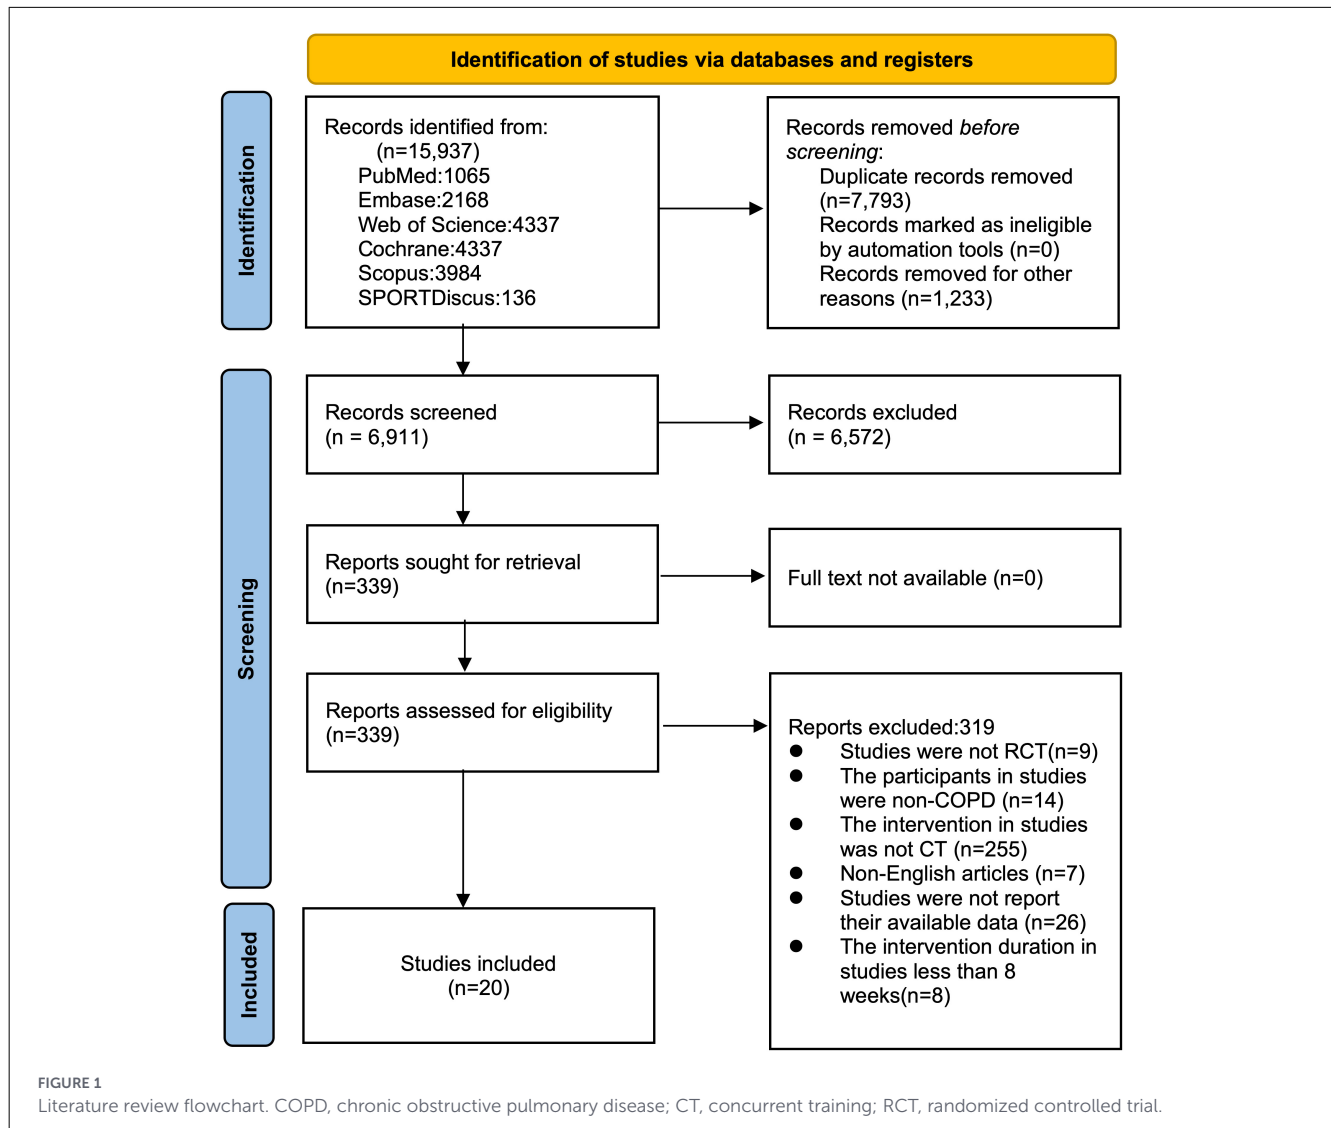 Identification of studies via databases and registers
Identification
Records identified from:
(n=15,937)
PubMed:1065
Embase:2168
Web of Science:4337
Cochrane:4337
Scopus:3984
SPORTDiscus:136
Records removed before
screening:
Duplicate records removed
(n=7,793)
Records marked as ineligible
by automation tools (n=0)
Records removed for other
reasons (n=1,233)
Screening
Records screened
(n = 6,911)
Records excluded
(n = 6,572)
Reports sought for retrieval
(n=339)
Full text not available (n=0)
Reports assessed for eligibility
(n=339)
Reports excluded:319
● Studies were not RCT(n=9)
● The participants in studies
were non-COPD (n=14)
● The intervention in studies
was not CT (n=255)
● Non-English articles (n=7)
● Studies were not report
their available data (n=26)
● The intervention duration in
studies less than 8
weeks(n=8)
Included
Studies included
(n=20)
FIGURE 1
Literature review flowchart. COPD, chronic obstructive pulmonary disease; CT, concurrent training; RCT, randomized controlled trial.